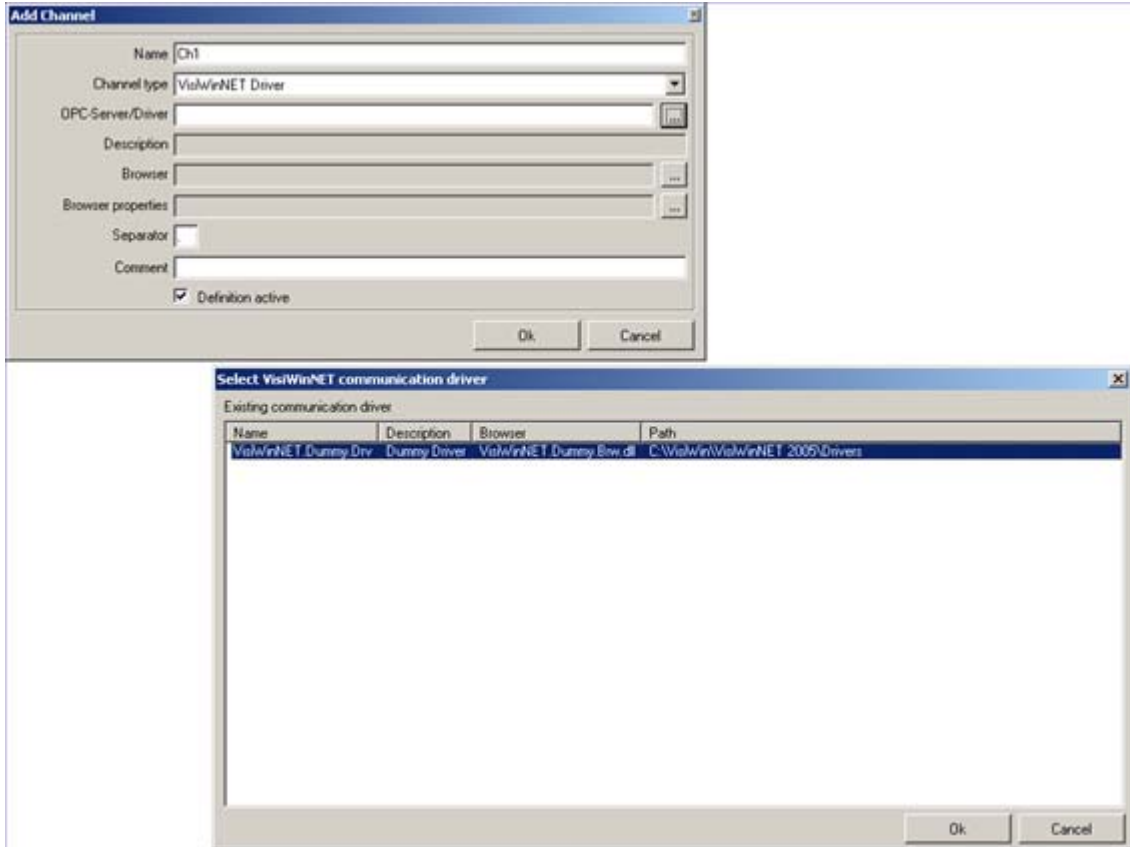 Add Channel
Name Ch1
Channel type VisiWinNET Driver
OPC-Server/Driver ...
Description
Browser ...
Browser properties ...
Separator .
Comment
Definition active
Ok Cancel
Select VisiWinNET communication driver
Existing communication driver
Name Description Browser Path
VisiWinNET.Dummy.Drv Dummy Driver VisiWinNET.Dummy.Brw.dll C:\VisiWin\VisiWinNET 2005\Drivers
Ok Cancel